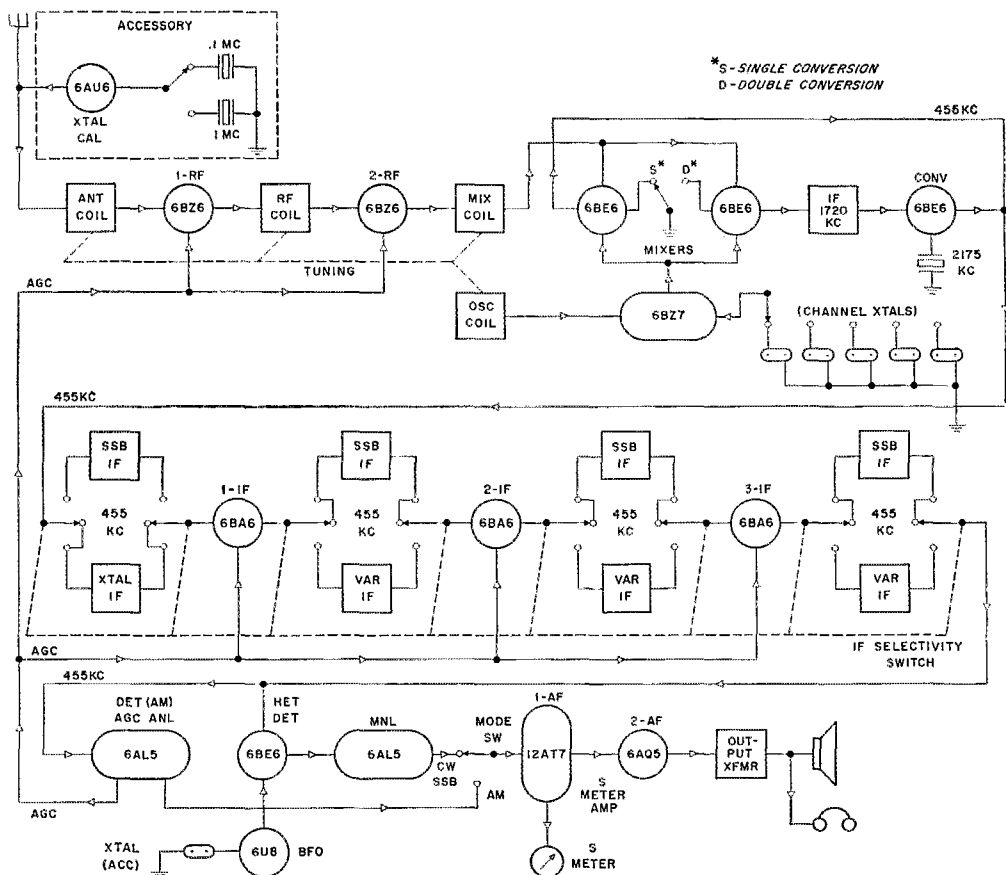 ACCESSORY
.1 MC
6AU6
XTAL
CAL
1 MC
*S-SINGLE CONVERSION
D-DOUBLE CONVERSION
455KC
1-RF
2-RF
S*
D*
CONV
ANT
COIL
6BZ6
RF
COIL
6BZ6
MIX
COIL
6BE6
6BE6
IF
1720
KC
6BE6
MIXERS
2175
KC
TUNING
AGC
OSC
COIL
6BZ7
(CHANNEL XTALS)
455KC
SSB
IF
SSB
IF
SSB
IF
SSB
IF
1-IF
2-IF
3-IF
455
KC
6BA6
455
KC
6BA6
455
KC
6BA6
455
KC
XTAL
IF
VAR
IF
VAR
IF
VAR
IF
AGC
IF SELECTIVITY
SWITCH
455KC
DET (AM)
AGC ANL
HET
DET
MNL
MODE
SW
1-AF
2-AF
6AL5
6BE6
6AL5
CW
SSB
12AT7
6AQ5
OUT-
PUT
XFMR
AM
S
METER
AMP
AGC
XTAL
(ACC)
6U8
BFO
S
METER